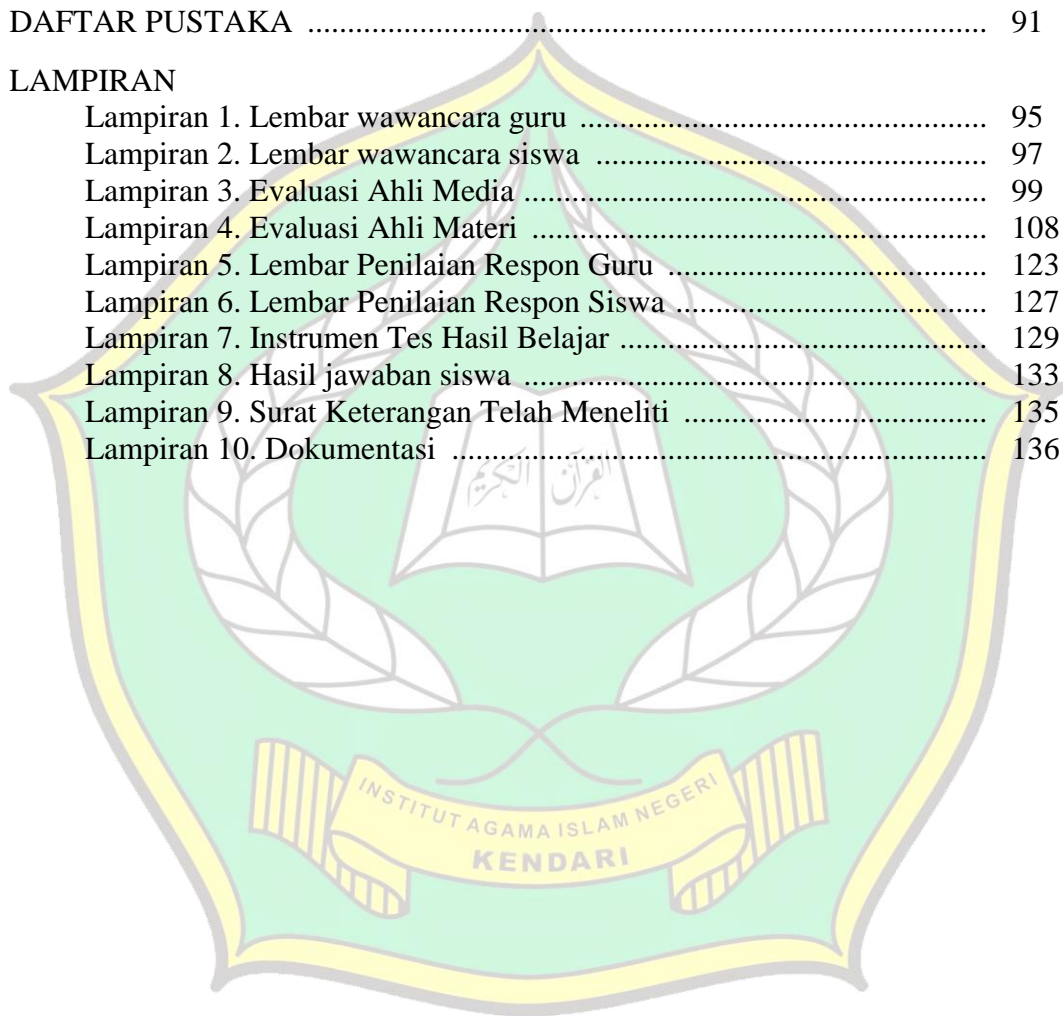 DAFTAR PUSTAKA ........................................................................................ 91
LAMPIRAN
Lampiran 1. Lembar wawancara guru ..................................................... 95
Lampiran 2. Lembar wawancara siswa ................................................... 97
Lampiran 3. Evaluasi Ahli Media ............................................................ 99
Lampiran 4. Evaluasi Ahli Materi ........................................................... 108
Lampiran 5. Lembar Penilaian Respon Guru .......................................... 123
Lampiran 6. Lembar Penilaian Respon Siswa ......................................... 127
Lampiran 7. Instrumen Tes Hasil Belajar ................................................ 129
Lampiran 8. Hasil jawaban siswa ............................................................ 133
Lampiran 9. Surat Keterangan Telah Meneliti ........................................ 135
Lampiran 10. Dokumentasi ..................................................................... 136
القرآن الكريم
INSTITUT AGAMA ISLAM NEGERI
KENDARI